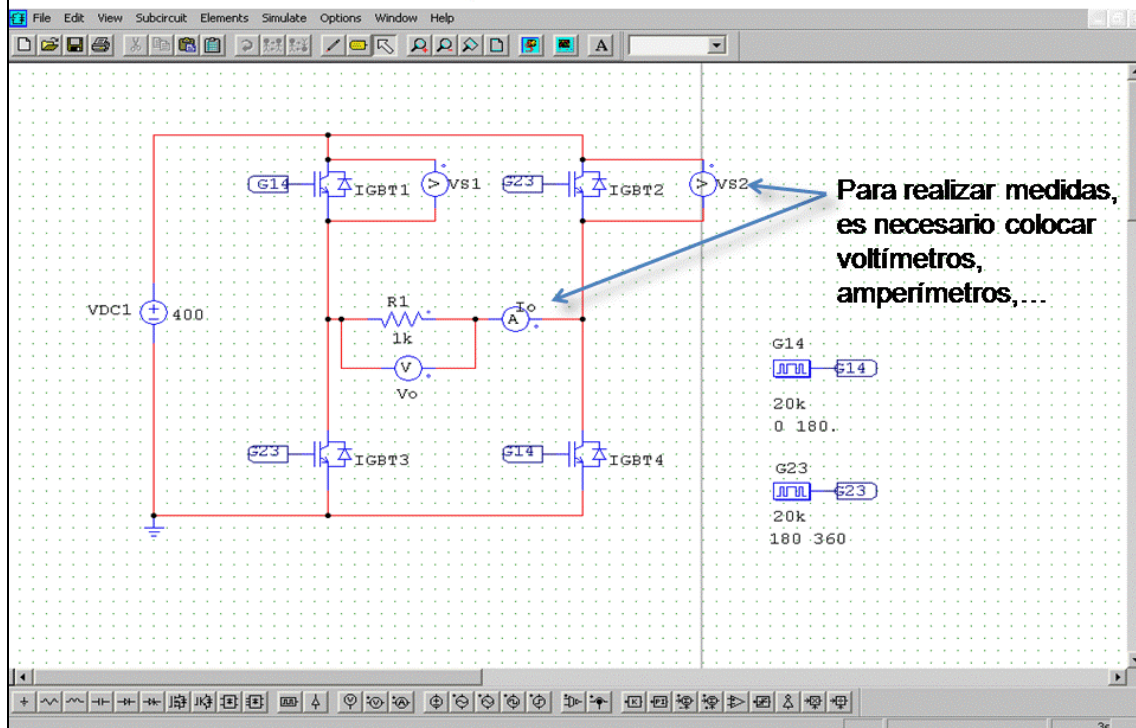 File Edit View Subcircuit Elements Simulate Options Window Help
G14 IGBT1 VS1 G23 IGBT2 VS2
Para realizar medidas,
es necesario colocar
voltímetros,
amperímetros,…
VDC1 400
R1 Io
A
1k
V
Vo
G23 IGBT3 G14 IGBT4
G14
G14
20k
0 180.
G23
G23
20k
180 360